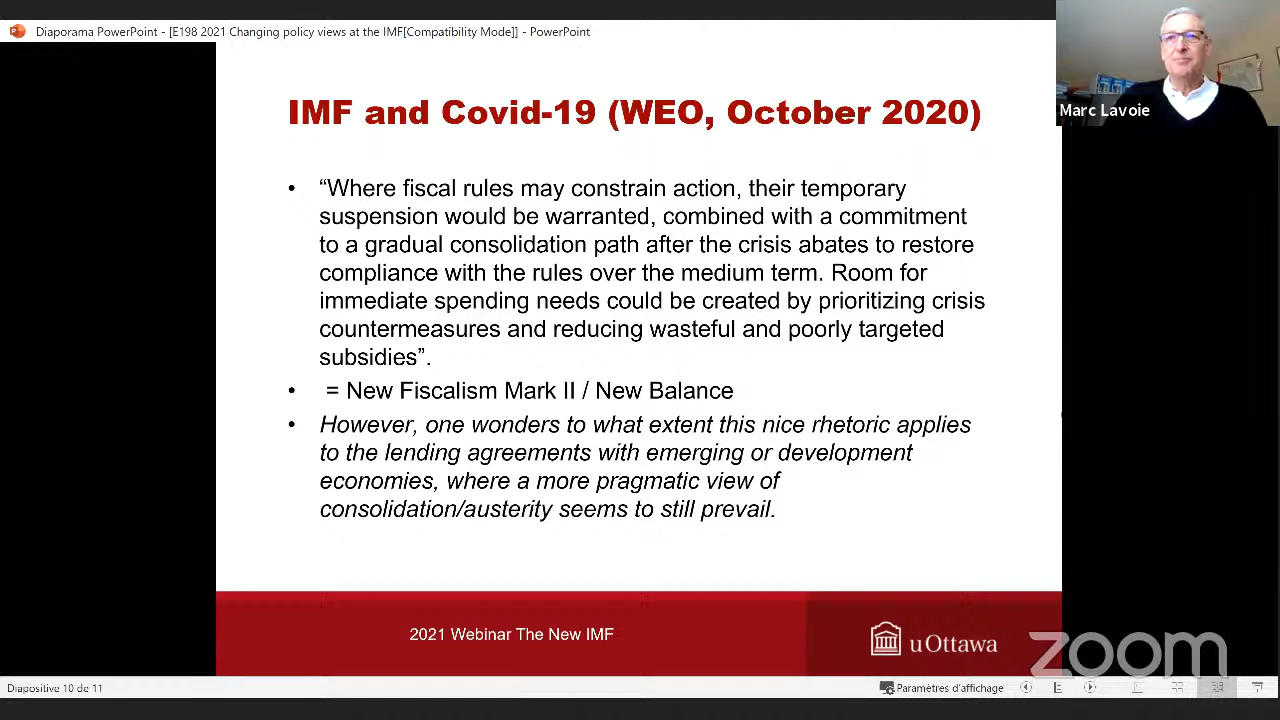 Diaporama PowerPoint - [E198 2021 Changing policy views at the IMF[Compatibility Mode]] - PowerPoint
Marc Lavoie
IMF and Covid-19 (WEO, October 2020)
• “Where fiscal rules may constrain action, their temporary
suspension would be warranted, combined with a commitment
to a gradual consolidation path after the crisis abates to restore
compliance with the rules over the medium term. Room for
immediate spending needs could be created by prioritizing crisis
countermeasures and reducing wasteful and poorly targeted
subsidies”.
• = New Fiscalism Mark II / New Balance
• However, one wonders to what extent this nice rhetoric applies
to the lending agreements with emerging or development
economies, where a more pragmatic view of
consolidation/austerity seems to still prevail.
2021 Webinar The New IMF
uOttawa
zoom
Diapositive 10 de 11
Paramètres d'affichage